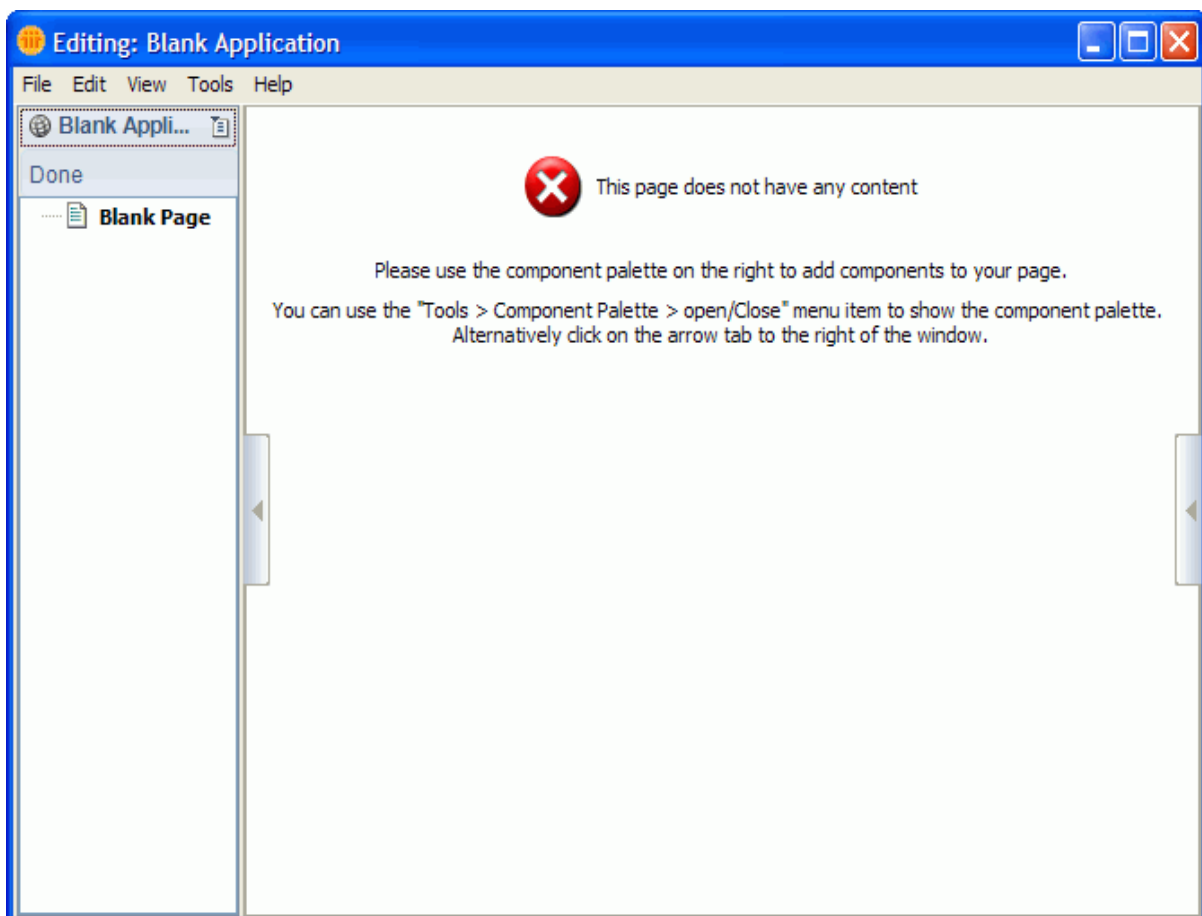 Editing: Blank Application
File Edit View Tools Help
Blank Appli...
Done
Blank Page
This page does not have any content
Please use the component palette on the right to add components to your page.
You can use the "Tools > Component Palette > open/Close" menu item to show the component palette.
Alternatively click on the arrow tab to the right of the window.